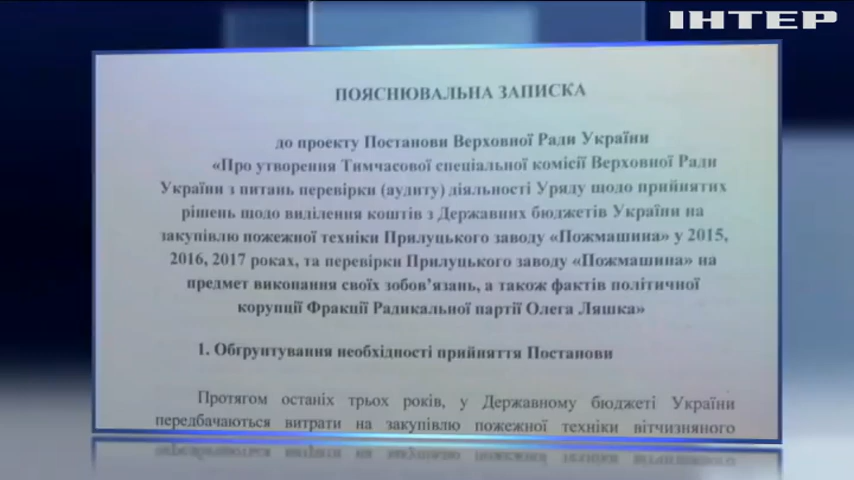 ІНТЕР
ПОЯСНЮВАЛЬНА ЗАПИСКА
до проекту Постанови Верховної Ради України
«Про утворення Тимчасової спеціальної комісії Верховної Ради
України з питань перевірки (аудиту) діяльності Уряду щодо прийнятих
рішень щодо виділення коштів з Державних бюджетів України на
закупівлю пожежної техніки Прилуцького заводу «Пожмашина» у 2015,
2016, 2017 роках, та перевірки Прилуцького заводу «Пожмашина» на
предмет виконання своїх зобов’язань, а також фактів політичної
корупції Фракції Радикальної партії Олега Ляшка»
1. Обґрунтування необхідності прийняття Постанови
Протягом останіх трьох років, у Державному бюджеті України
передбачаються витрати на закупівлю пожежної техніки вітчизняного